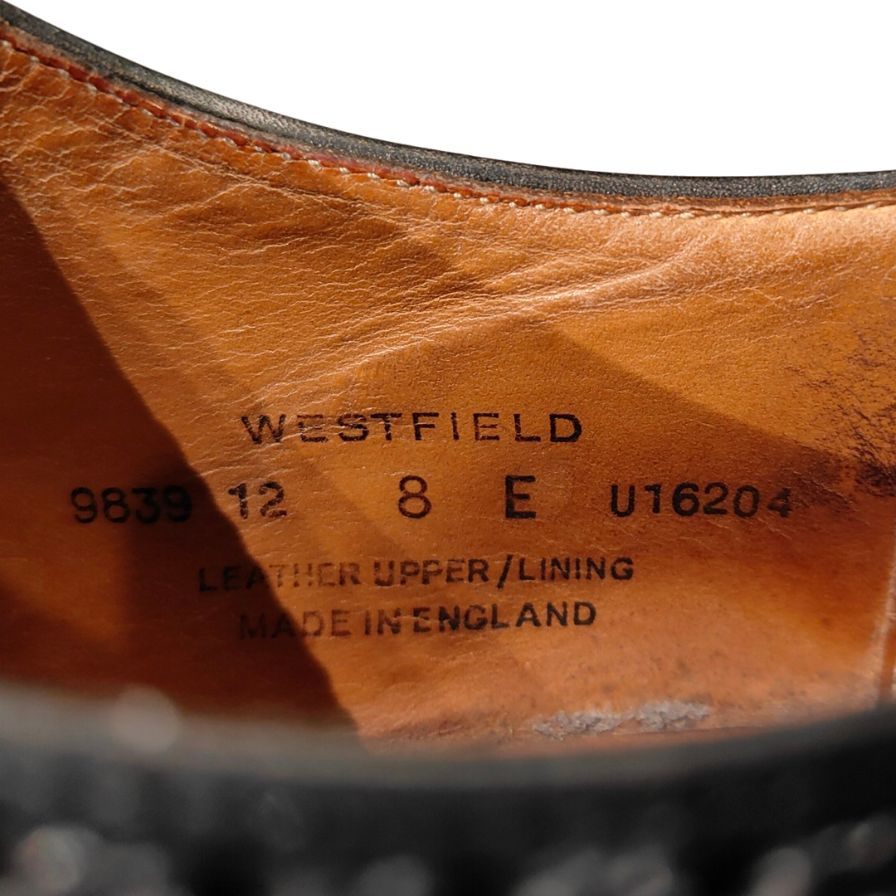 WESTFIELD
9839 12 8 E U16204
LEATHER UPPER/LINING
MADE IN ENGLAND